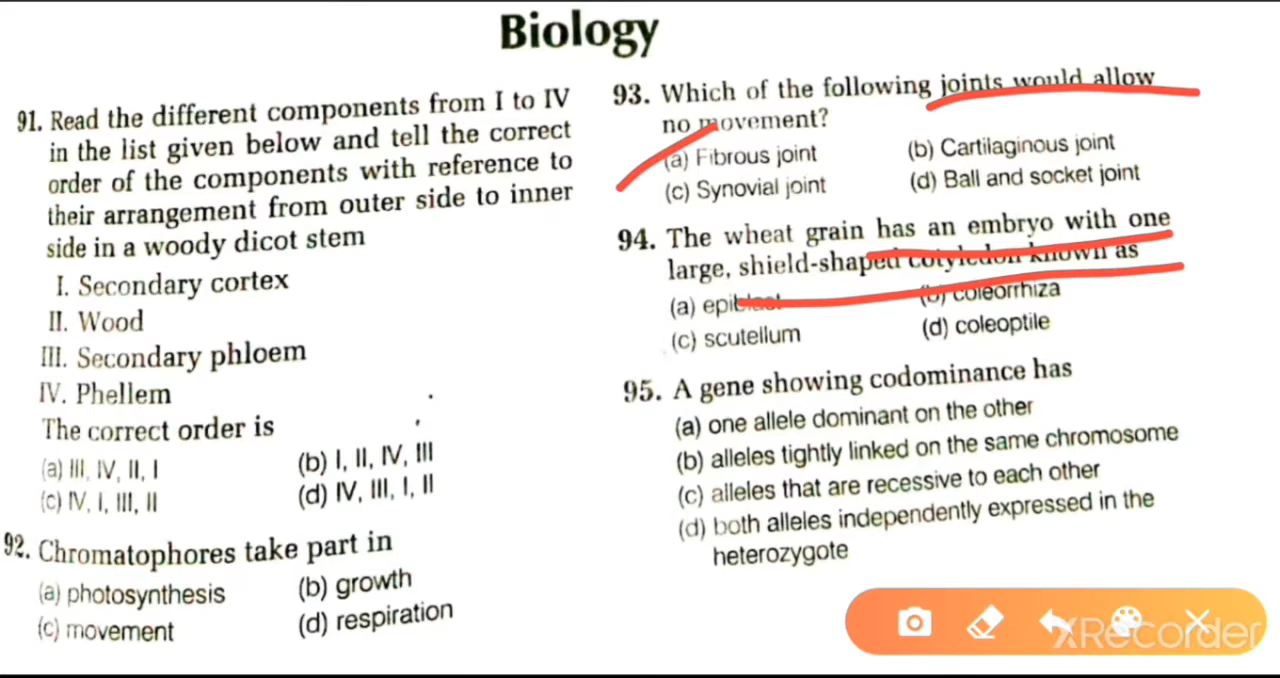 Biology
91. Read the different components from I to IV
in the list given below and tell the correct
order of the components with reference to
their arrangement from outer side to inner
side in a woody dicot stem
I. Secondary cortex
II. Wood
III. Secondary phloem
IV. Phellem
The correct order is
(a) III, IV, II, I (b) I, II, IV, III
(c) IV, I, III, II (d) IV, III, I, II
92. Chromatophores take part in
(a) photosynthesis (b) growth
(c) movement (d) respiration
93. Which of the following joints would allow
no movement?
(a) Fibrous joint (b) Cartilaginous joint
(c) Synovial joint (d) Ball and socket joint
94. The wheat grain has an embryo with one
large, shield-shaped cotyledon known as
(a) epiblast (b) coleorrhiza
(c) scutellum (d) coleoptile
95. A gene showing codominance has
(a) one allele dominant on the other
(b) alleles tightly linked on the same chromosome
(c) alleles that are recessive to each other
(d) both alleles independently expressed in the
heterozygote
XRecorder